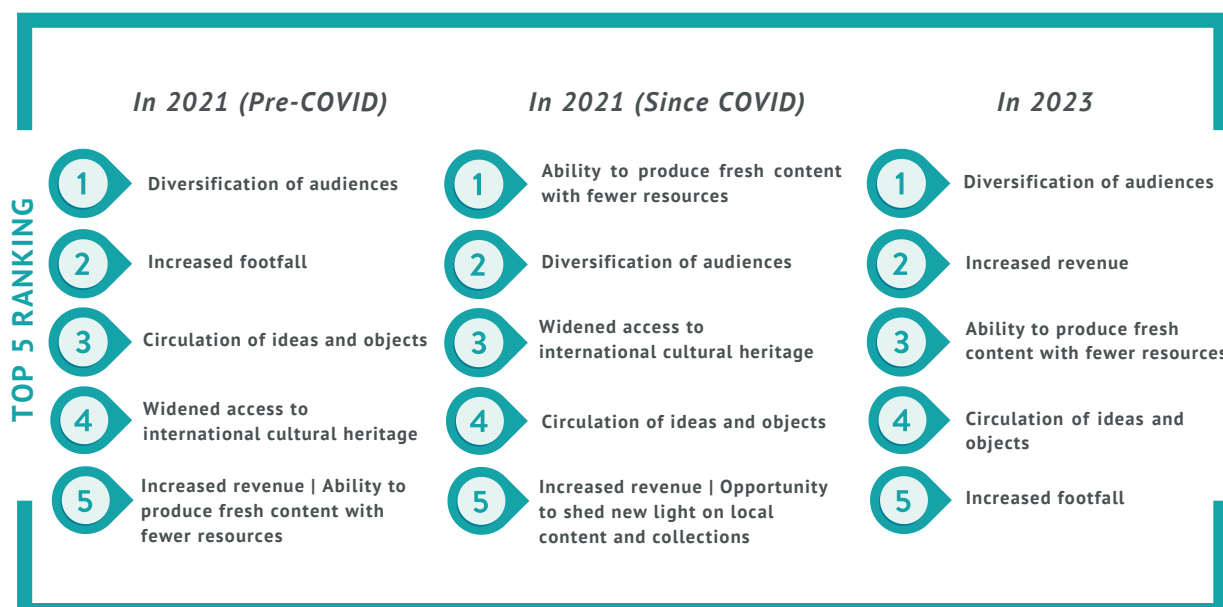 TOP 5 RANKING
In 2021 (Pre-COVID)
1
Diversification of audiences
2
Increased footfall
3
Circulation of ideas and objects
4
Widened access to
international cultural heritage
5
Increased revenue | Ability to
produce fresh content with
fewer resources
In 2021 (Since COVID)
1
Ability to produce fresh content
with fewer resources
2
Diversification of audiences
3
Widened access to
international cultural heritage
4
Circulation of ideas and objects
5
Increased revenue | Opportunity
to shed new light on local
content and collections
In 2023
1
Diversification of audiences
2
Increased revenue
3
Ability to produce fresh
content with fewer resources
4
Circulation of ideas and
objects
5
Increased footfall